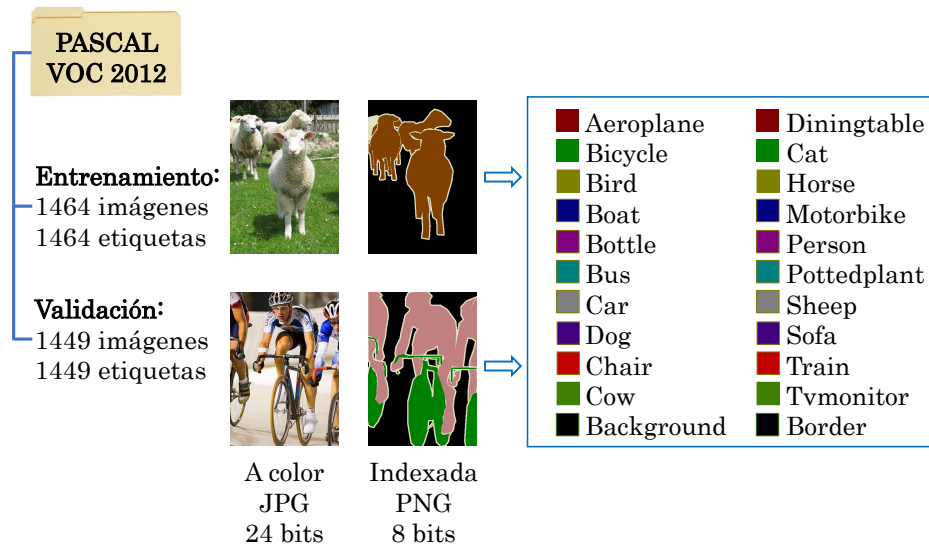 PASCAL
VOC 2012
Entrenamiento:
1464 imágenes
1464 etiquetas
Validación:
1449 imágenes
1449 etiquetas
A color
JPG
24 bits
Indexada
PNG
8 bits
Aeroplane
Bicycle
Bird
Boat
Bottle
Bus
Car
Dog
Chair
Cow
Background
Diningtable
Cat
Horse
Motorbike
Person
Pottedplant
Sheep
Sofa
Train
Tvmonitor
Border